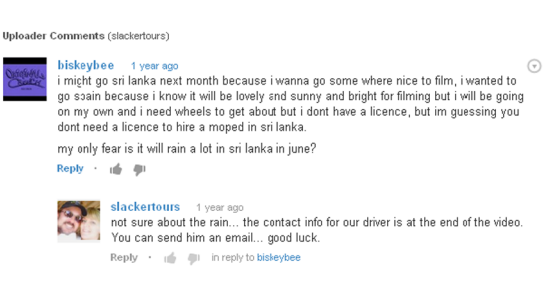 Uploader Comments (slackertours)
biskeybee 1 year ago
i might go sri lanka next month because i wanna go some where nice to film, i wanted to
go spain because i know it will be lovely and sunny and bright for filming but i will be going
on my own and i need wheels to get about but i dont have a licence, but im guessing you
dont need a licence to hire a moped in sri lanka.
my only fear is it will rain a lot in sri lanka in june?
Reply
slackertours 1 year ago
not sure about the rain... the contact info for our driver is at the end of the video.
You can send him an email... good luck.
Reply · in reply to biskeybee